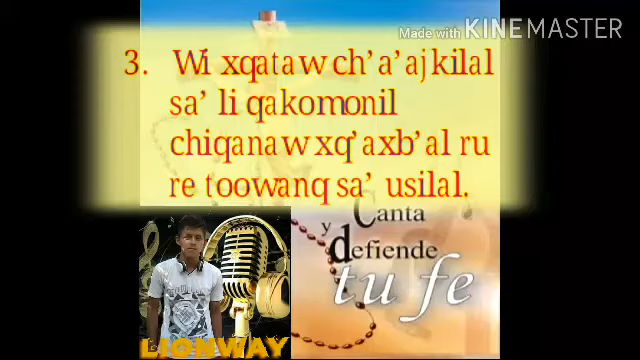 Made with KINEMASTER
3. Wi xqataw ch’a’ajkilal
sa’ li qakomonil
chiqanaw xq’axb’al ru
re toowanq sa’ usilal.
Canta
y
defiende
tu fe
LIONWAY